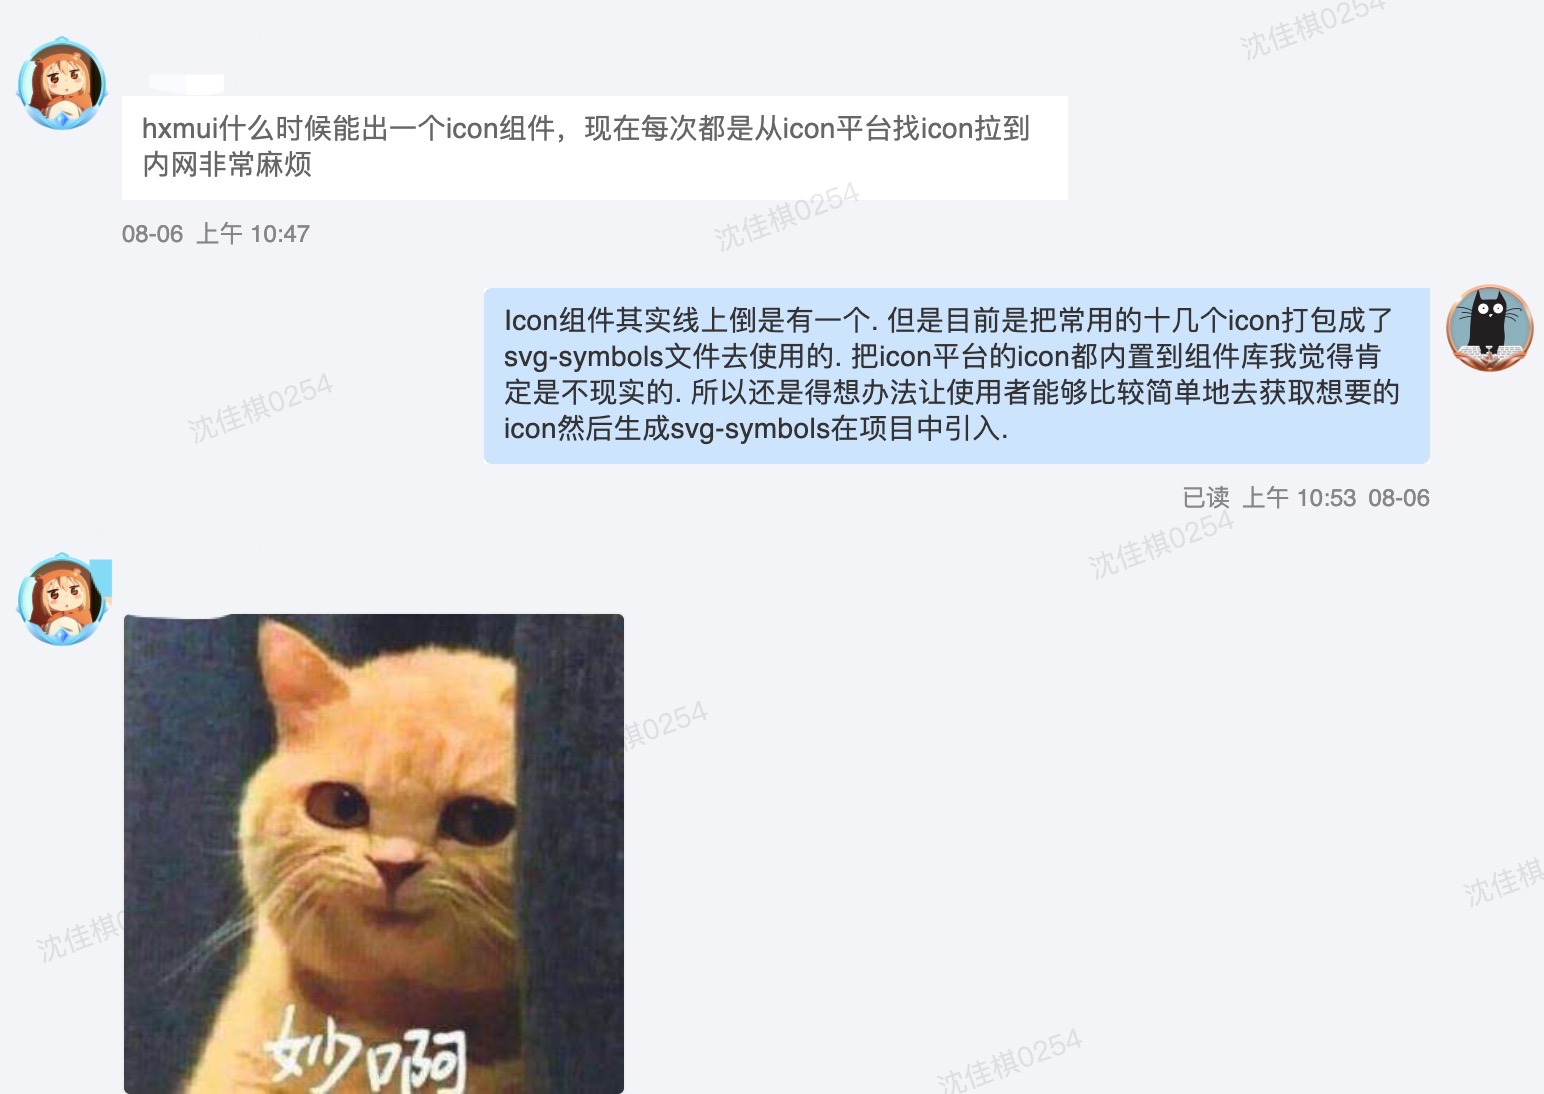 沈佳棋0254
hxmui什么时候能出一个icon组件，现在每次都是从icon平台找icon拉到
内网非常麻烦
沈佳棋0254
08-06 上午 10:47
Icon组件其实线上倒是有一个. 但是目前是把常用的十几个icon打包成了
svg-symbols文件去使用的. 把icon平台的icon都内置到组件库我觉得肯
定是不现实的. 所以还是得想办法让使用者能够比较简单地去获取想要的
icon然后生成svg-symbols在项目中引入.
沈佳棋0254
已读 上午 10:53 08-06
沈佳棋0254
棋0254
沈佳棋
沈佳棋0
妙啊
沈佳棋0254